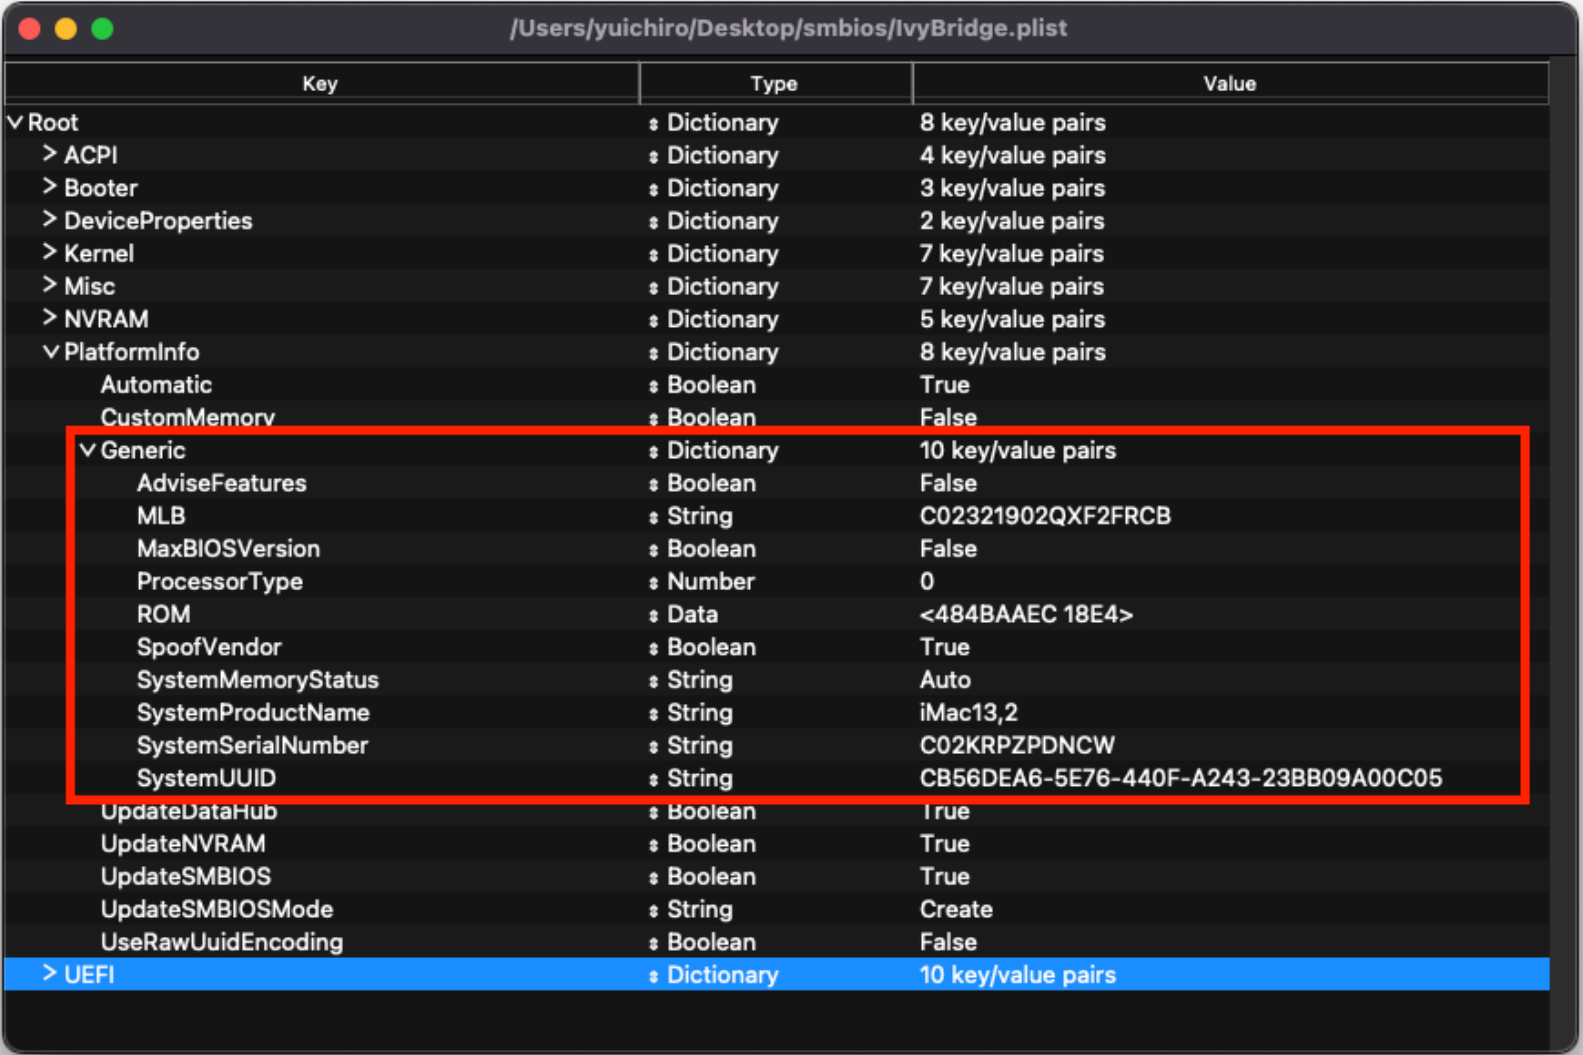 /Users/yuichiro/Desktop/smbios/IvyBridge.plist
Key Type Value
Root Dictionary 8 key/value pairs
ACPI Dictionary 4 key/value pairs
Booter Dictionary 3 key/value pairs
DeviceProperties Dictionary 2 key/value pairs
Kernel Dictionary 7 key/value pairs
Misc Dictionary 7 key/value pairs
NVRAM Dictionary 5 key/value pairs
PlatformInfo Dictionary 8 key/value pairs
Automatic Boolean True
CustomMemory Boolean False
Generic Dictionary 10 key/value pairs
AdviseFeatures Boolean False
MLB String C02321902QXF2FRCB
MaxBIOSVersion Boolean False
ProcessorType Number 0
ROM Data <484BAAEC 18E4>
SpoofVendor Boolean True
SystemMemoryStatus String Auto
SystemProductName String iMac13,2
SystemSerialNumber String C02KRPZPDNCW
SystemUUID String CB56DEA6-5E76-440F-A243-23BB09A00C05
UpdateDataHub Boolean True
UpdateNVRAM Boolean True
UpdateSMBIOS Boolean True
UpdateSMBIOSMode String Create
UseRawUuidEncoding Boolean False
UEFI Dictionary 10 key/value pairs